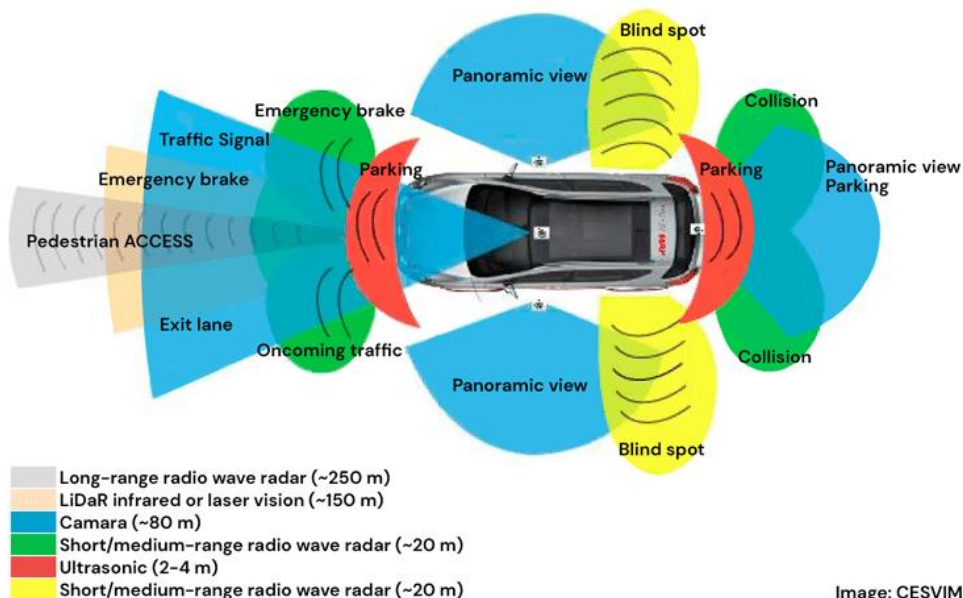 Blind spot
Panoramic view
Collision
Emergency brake
Traffic Signal
Parking
Parking
Panoramic view
Parking
Emergency brake
Pedestrian ACCESS
Exit lane
Oncoming traffic
Collision
Panoramic view
Blind spot
Long-range radio wave radar (~250 m)
LiDaR infrared or laser vision (~150 m)
Camara (~80 m)
Short/medium-range radio wave radar (~20 m)
Ultrasonic (2-4 m)
Short/medium-range radio wave radar (~20 m)
Image: CESVIM